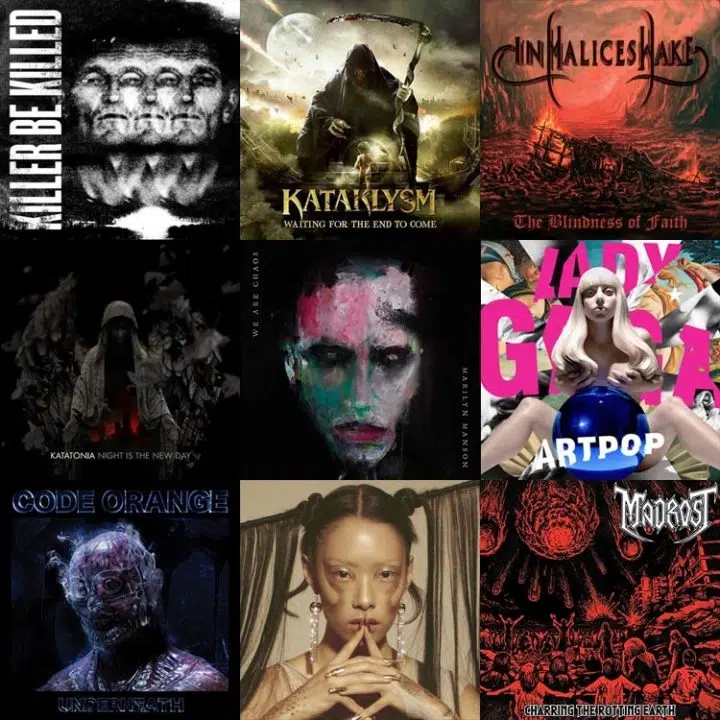 KILLER BE KILLED
KATAKLYSM
WAITING FOR THE END TO COME
IN MALICE'S WAKE
The Blindness of Faith
KATATONIA NIGHT IS THE NEW DAY
WE ARE CHAOS
MARILYN MANSON
LADY
GAGA
ARTPOP
CODE ORANGE
UNDERNEATH
MADROST
CHARRING THE ROTTING EARTH